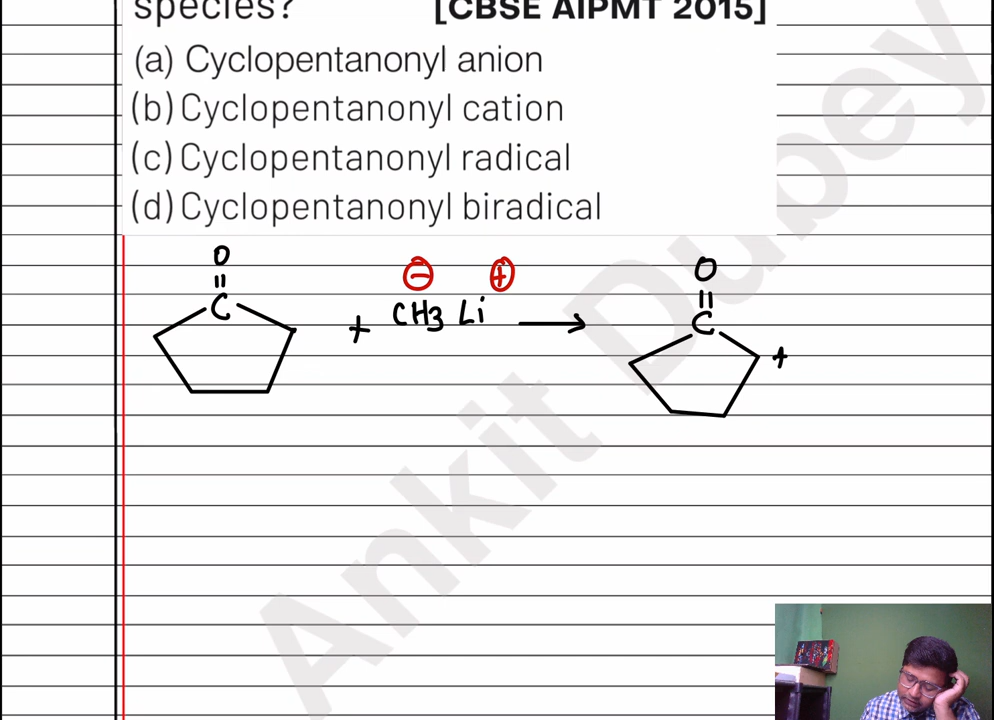 species? [CBSE AIPMT 2015]
(a) Cyclopentanonyl anion
(b) Cyclopentanonyl cation
(c) Cyclopentanonyl radical
(d) Cyclopentanonyl biradical
O O
|| ⊖ ⊕ ||
C + CH3 Li → C +
Ankit Dubey